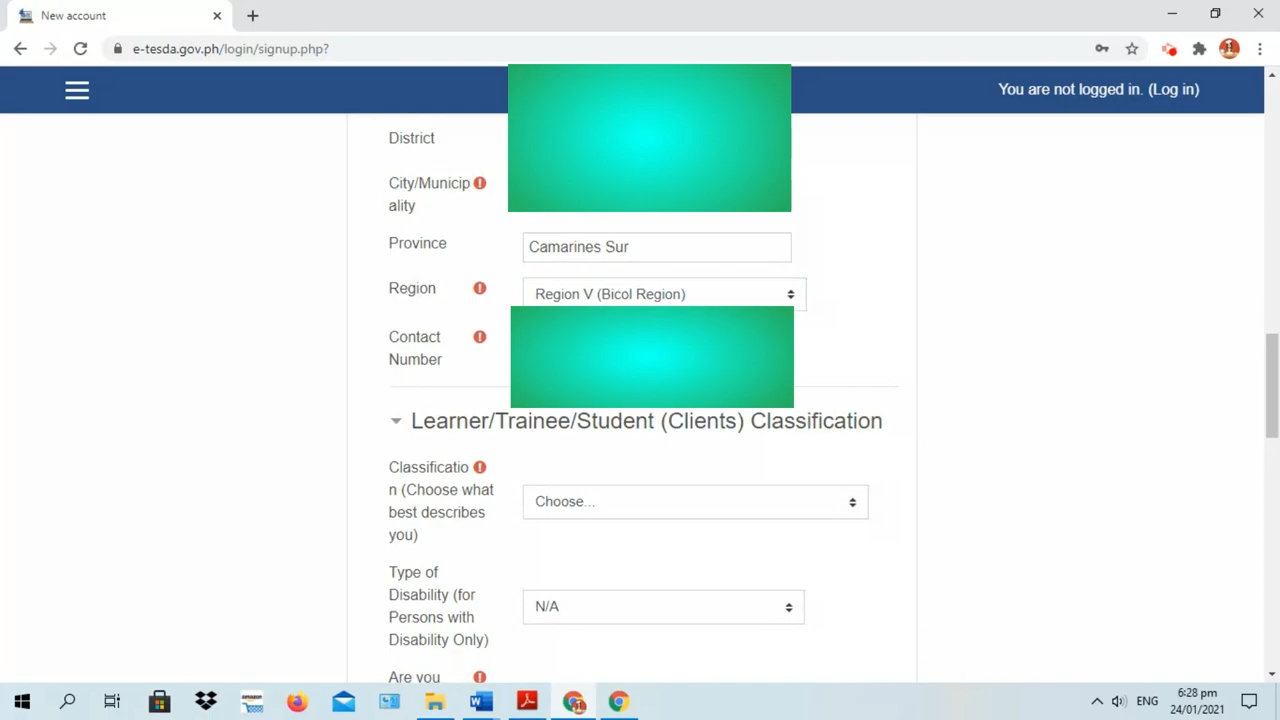 New account
e-tesda.gov.ph/login/signup.php?
You are not logged in. (Log in)
District
City/Municip
ality
Province
Camarines Sur
Region
Region V (Bicol Region)
Contact
Number
Learner/Trainee/Student (Clients) Classification
Classificatio
n (Choose what
best describes
you)
Choose...
Type of
Disability (for
Persons with
Disability Only)
N/A
Are you
ENG
6:28 pm
24/01/2021